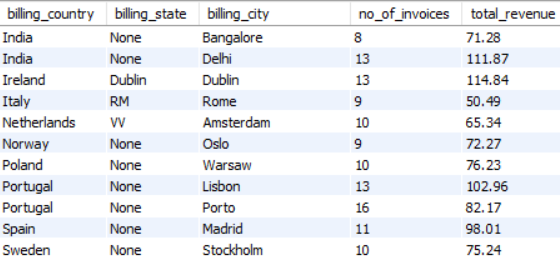 billing_country billing_state billing_city no_of_invoices total_revenue
India None Bangalore 8 71.28
India None Delhi 13 111.87
Ireland Dublin Dublin 13 114.84
Italy RM Rome 9 50.49
Netherlands VV Amsterdam 10 65.34
Norway None Oslo 9 72.27
Poland None Warsaw 10 76.23
Portugal None Lisbon 13 102.96
Portugal None Porto 16 82.17
Spain None Madrid 11 98.01
Sweden None Stockholm 10 75.24